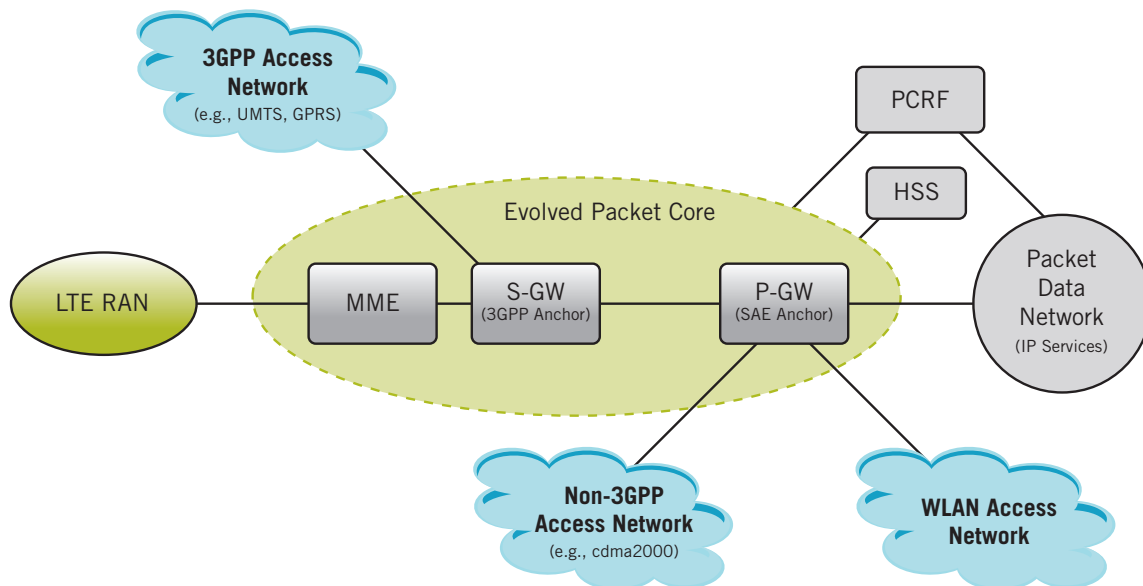 3GPP Access
Network
(e.g., UMTS, GPRS)
PCRF
HSS
Evolved Packet Core
LTE RAN
MME
S-GW
(3GPP Anchor)
P-GW
(SAE Anchor)
Packet
Data
Network
(IP Services)
Non-3GPP
Access Network
(e.g., cdma2000)
WLAN Access
Network